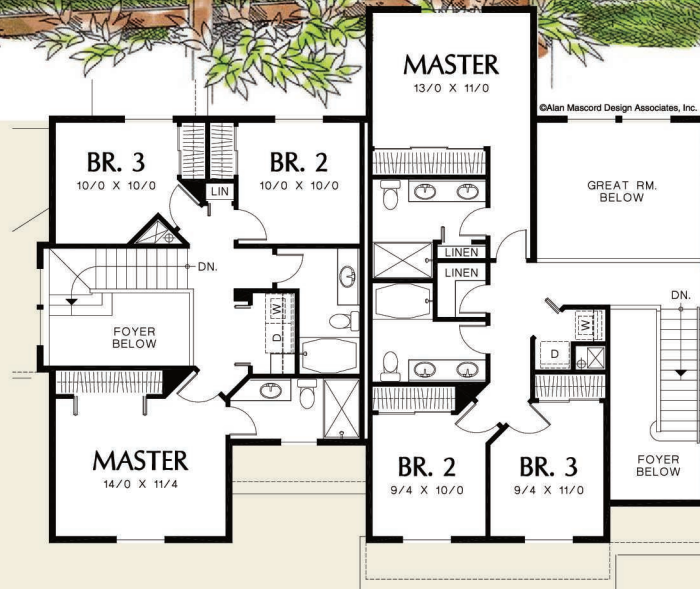 MASTER
13/0 X 11/0
©Alan Mascord Design Associates, Inc.
BR. 3
10/0 X 10/0
BR. 2
10/0 X 10/0
LIN
GREAT RM.
BELOW
LINEN
LINEN
DN.
DN.
FOYER
BELOW
W
D
W
D
MASTER
14/0 X 11/4
BR. 2
9/4 X 10/0
BR. 3
9/4 X 11/0
FOYER
BELOW